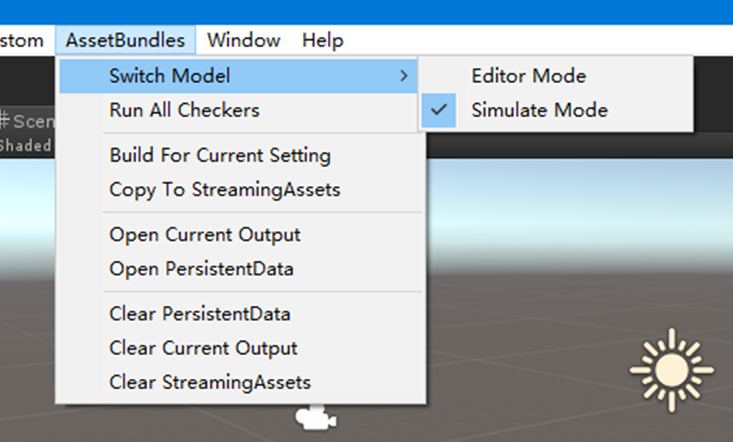 stom AssetBundles Window Help
Switch Model
Editor Mode
Run All Checkers
Simulate Mode
Build For Current Setting
Copy To StreamingAssets
Open Current Output
Open PersistentData
Clear PersistentData
Clear Current Output
Clear StreamingAssets
# Scen
Shaded